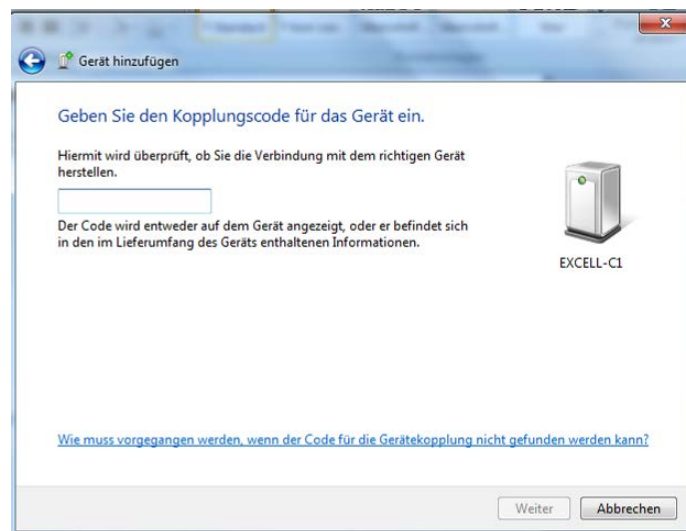 Gerät hinzufügen
Geben Sie den Kopplungscode für das Gerät ein.
Hiermit wird überprüft, ob Sie die Verbindung mit dem richtigen Gerät
herstellen.
Der Code wird entweder auf dem Gerät angezeigt, oder er befindet sich
in den im Lieferumfang des Geräts enthaltenen Informationen.
EXCELL-C1
Wie muss vorgegangen werden, wenn der Code für die Gerätekopplung nicht gefunden werden kann?
Weiter
Abbrechen